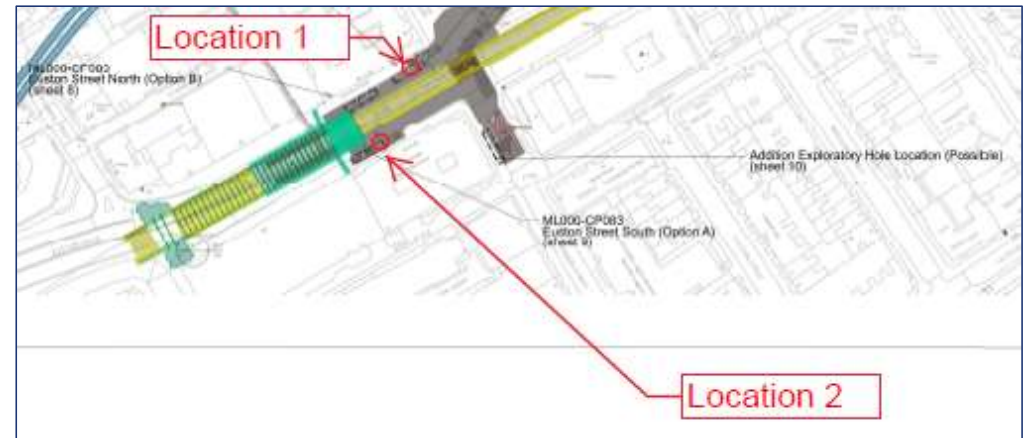 Location 1
ML000-CP083
Euston Street North (Option B)
(sheet 8)
Addition Exploratory Hole Location (Possible)
(sheet 10)
ML000-CP083
Euston Street South (Option A)
(sheet 9)
Location 2